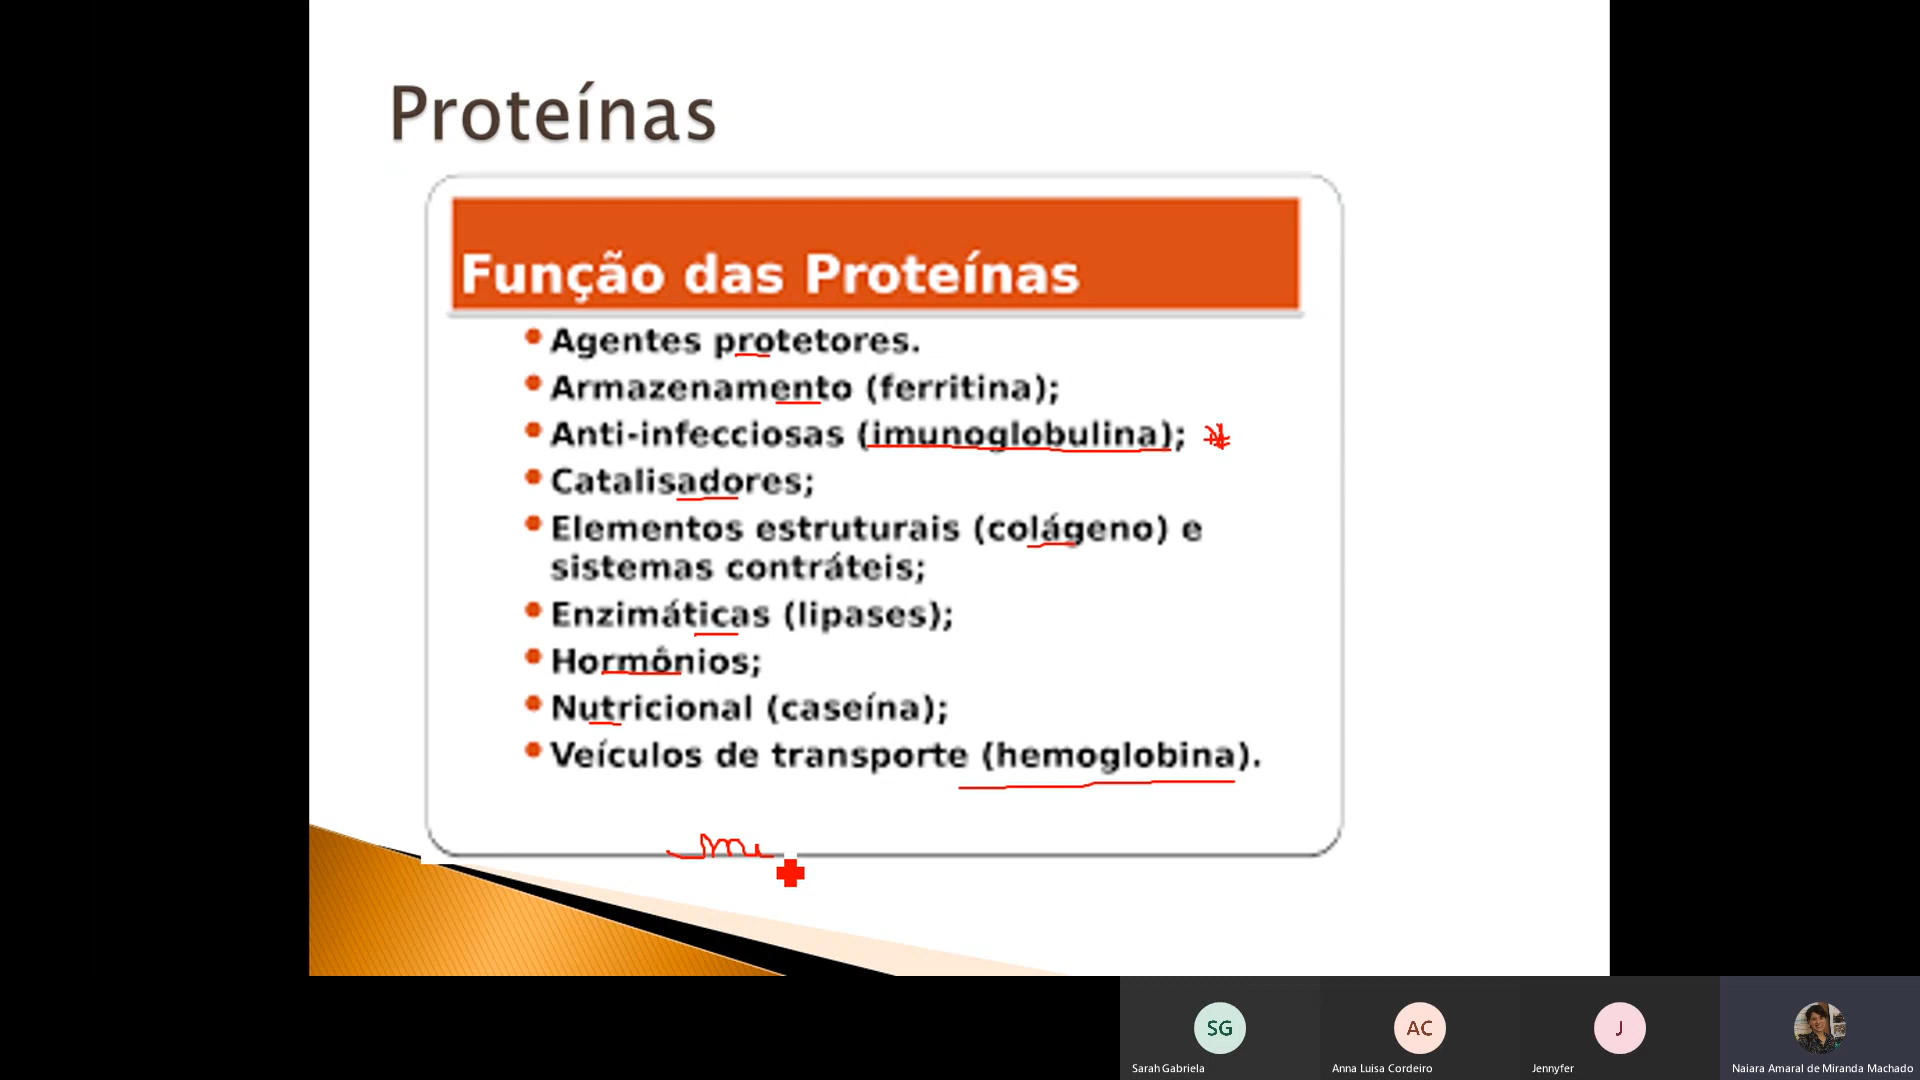 Proteínas
Função das Proteínas
Agentes protetores.
Armazenamento (ferritina);
Anti-infecciosas (imunoglobulina);
Catalisadores;
Elementos estruturais (colágeno) e
sistemas contráteis;
Enzimáticas (lipases);
Hormônios;
Nutricional (caseína);
Veículos de transporte (hemoglobina).
SG
AC
J
Sarah Gabriela
Anna Luisa Cordeiro
Jennyfer
Naiara Amaral de Miranda Machado